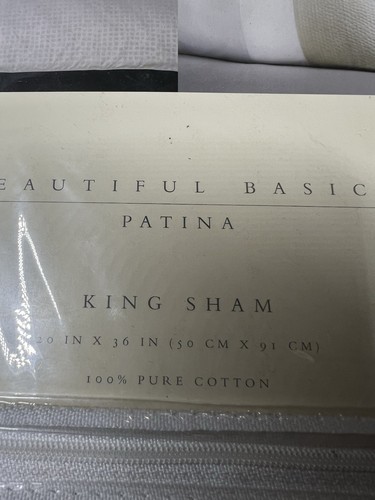 EAUTIFUL BASIC
PATINA
KING SHAM
20 IN X 36 IN (50 CM X 91 CM)
100% PURE COTTON